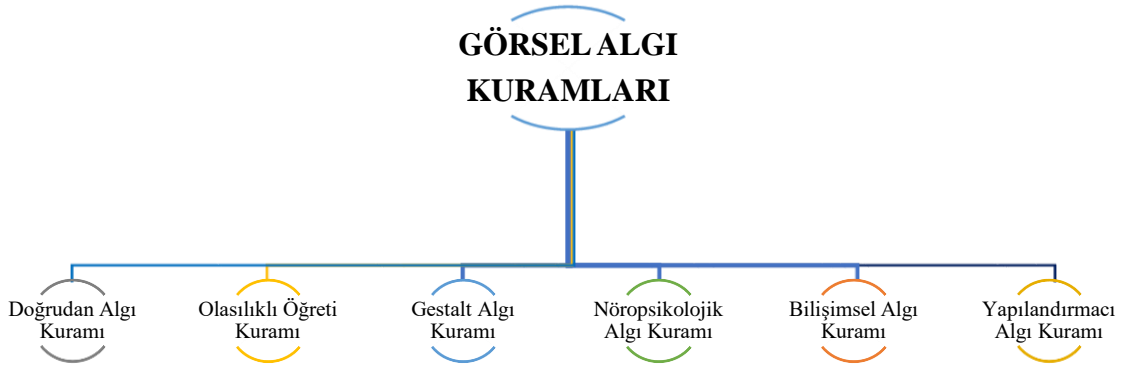 GÖRSEL ALGI
KURAMLARI
Doğrudan Algı
Kuramı
Olasılıklı Öğreti
Kuramı
Gestalt Algı
Kuramı
Nöropsikolojik
Algı Kuramı
Bilişimsel Algı
Kuramı
Yapılandırmacı
Algı Kuramı